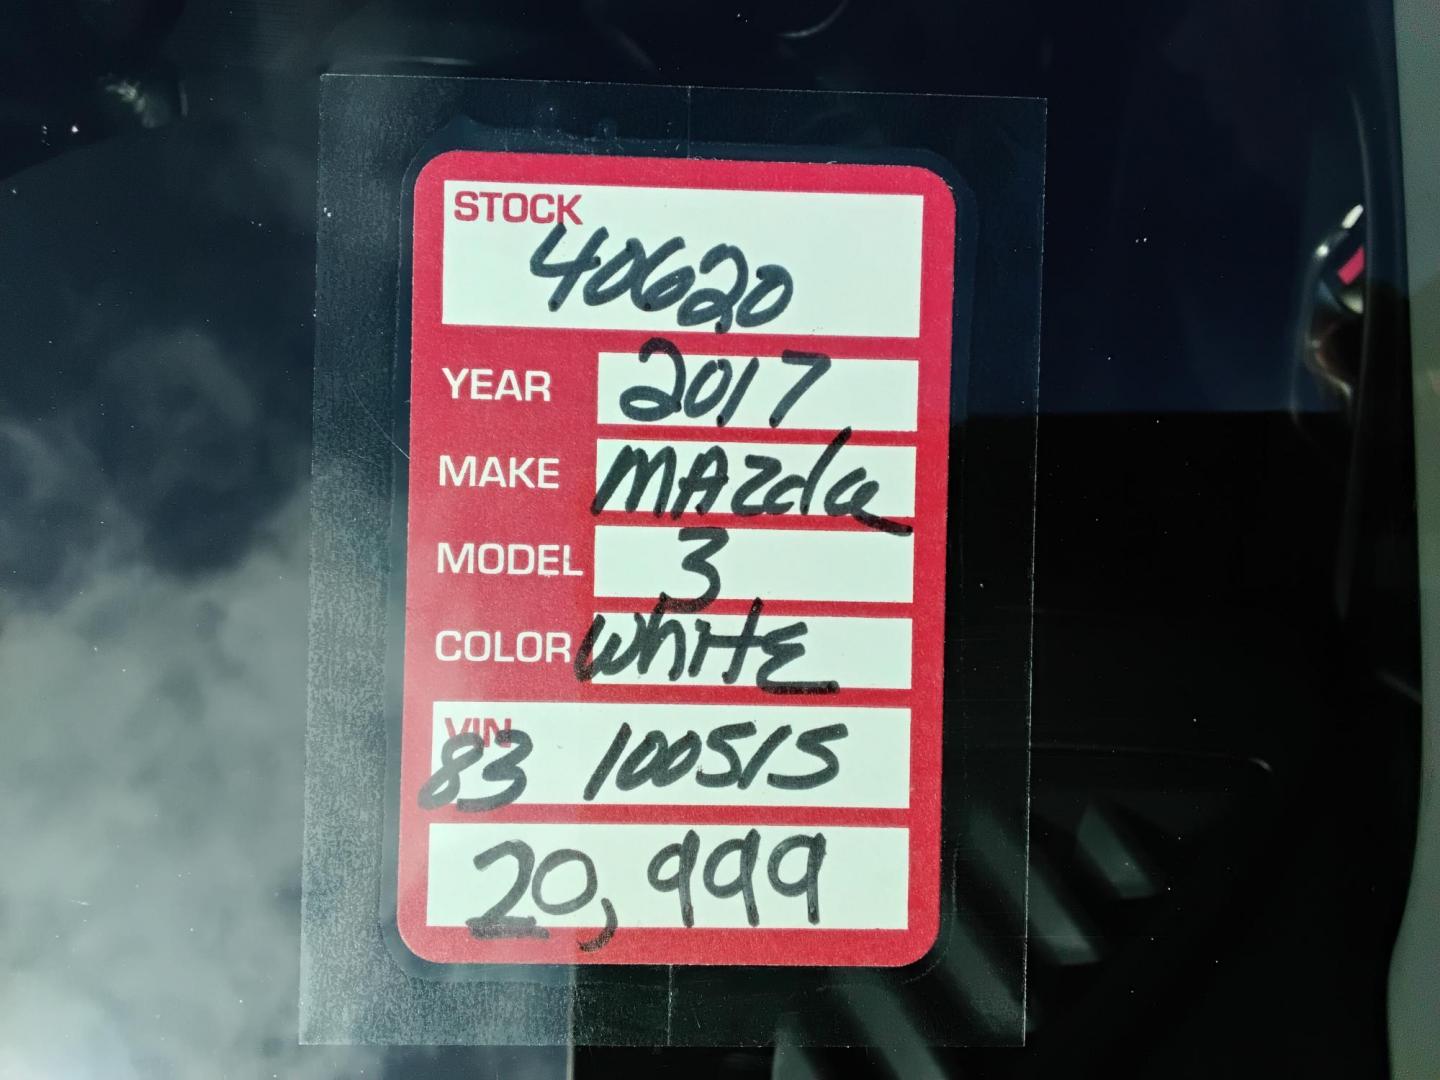 STOCK
40620
YEAR 2017
MAKE MAzda
MODEL 3
COLOR WhitE
VIN
83 100515
20,999